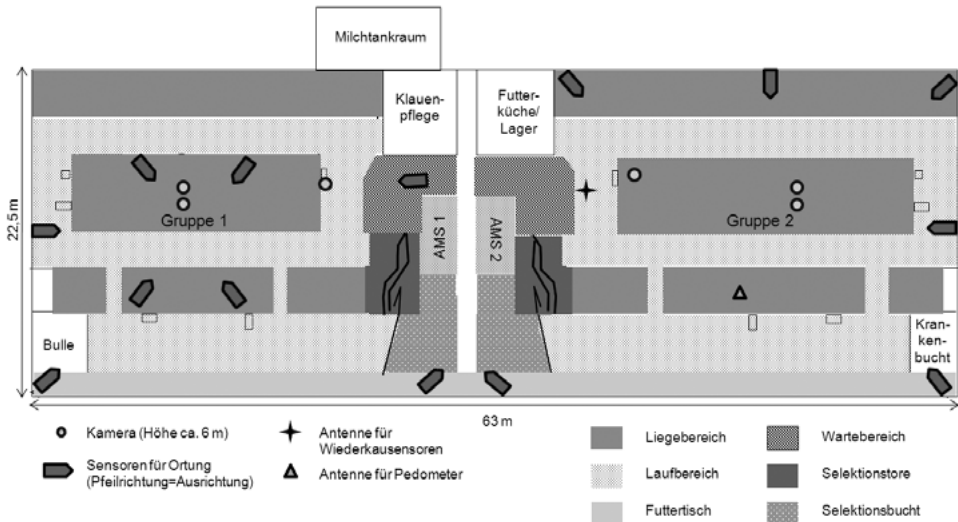 Milchtankraum
Klauen-
pflege
Futter-
küche/
Lager
22,5 m
Gruppe 1
AMS 1
AMS 2
Gruppe 2
Bulle
Kran-
ken-
bucht
63 m
Kamera (Höhe ca. 6 m)
Sensoren für Ortung
(Pfeilrichtung=Ausrichtung)
Antenne für
Wiederkausensoren
Antenne für Pedometer
Liegebereich
Laufbereich
Futtertisch
Wartebereich
Selektionstore
Selektionsbucht